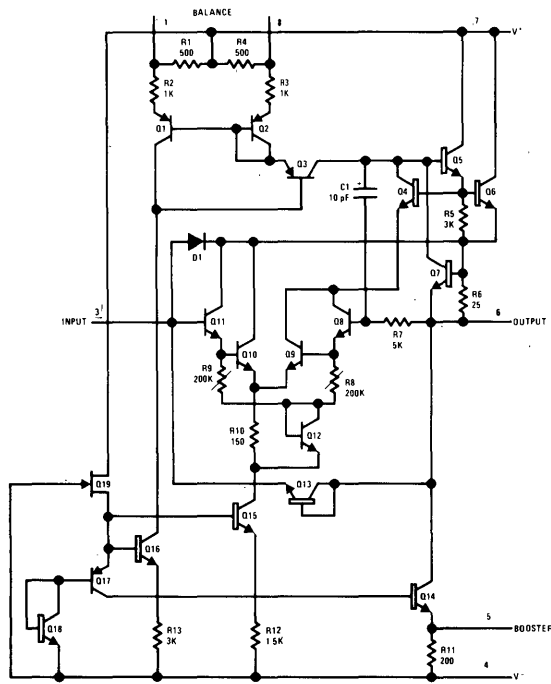 BALANCE
1
8
7
R1
500
R4
500
V+
R2
1K
R3
1K
Q1
Q2
Q3
Q5
Q4
Q6
C1
10 pF
+
R5
3K
D1
Q7
R6
25
INPUT
3
Q11
Q8
6
OUTPUT
R7
5K
Q10
Q9
R9
200K
R8
200K
R10
150
Q12
Q19
Q13
Q15
Q16
Q17
Q14
Q18
5
BOOSTER
R13
3K
R12
1 5K
R11
200
4
V-